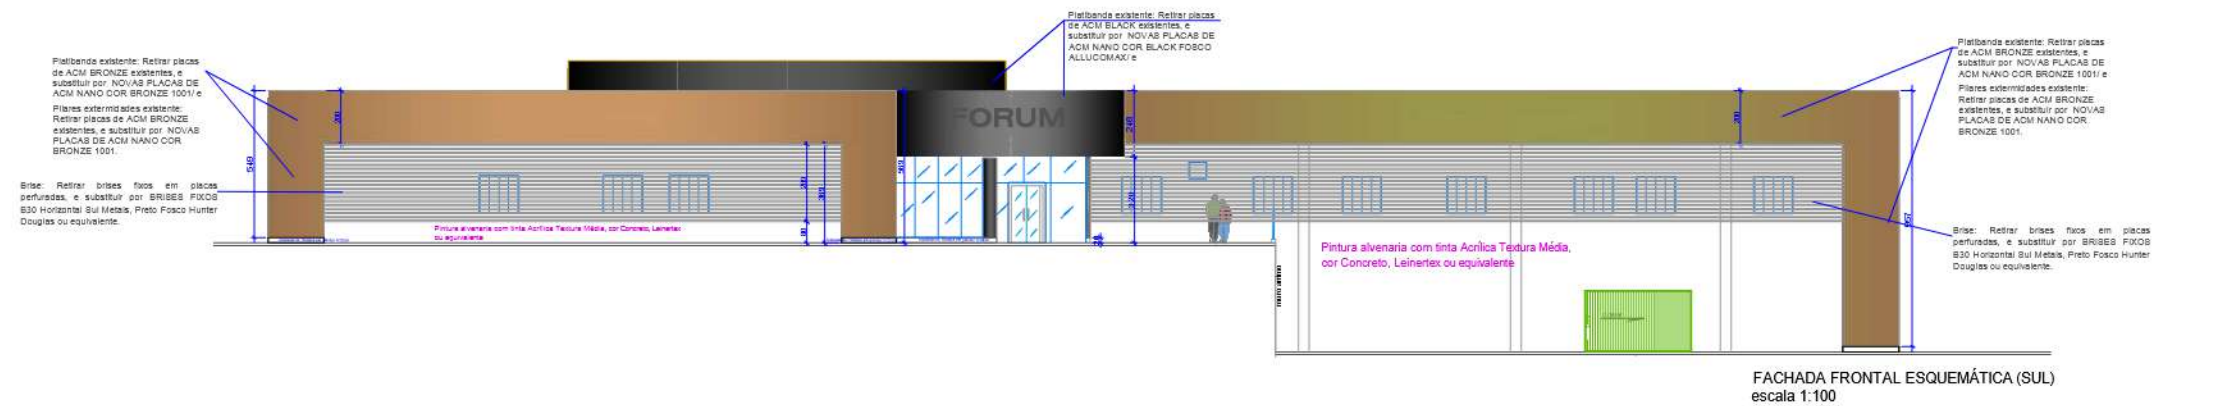 Platibanda existente: Retirar placas
de ACM BLACK existentes, e
substituir por NOVAS PLACAS DE
ACM NANO COR BLACK FOSCO
ALLUCOMAX/ e
Platibanda existente: Retirar placas
de ACM BRONZE existentes, e
substituir por NOVAS PLACAS DE
ACM NANO COR BRONZE 1001/ e
Pilares extermidades existente:
Retirar placas de ACM BRONZE
existentes, e substituir por NOVAS
PLACAS DE ACM NANO COR
BRONZE 1001.
Brise: Retirar brises fixos em placas
perfuradas, e substituir por BRISES FIXOS
B30 Horizontal Sul Metais, Preto Fosco Hunter
Douglas ou equivalente.
Platibanda existente: Retirar placas
de ACM BRONZE existentes, e
substituir por NOVAS PLACAS DE
ACM NANO COR BRONZE 1001/ e
Pilares extermidades existente:
Retirar placas de ACM BRONZE
existentes, e substituir por NOVAS
PLACAS DE ACM NANO COR
BRONZE 1001.
Brise: Retirar brises fixos em placas
perfuradas, e substituir por BRISES FIXOS
B30 Horizontal Sul Metais, Preto Fosco Hunter
Douglas ou equivalente.
FORUM
549
200
200
80
249
320
200
957
Pintura alvenaria com tinta Acrílica Textura Média, cor Concreto, Leinertex
ou equivalente
Pintura alvenaria com tinta Acrílica Textura Média,
cor Concreto, Leinertex ou equivalente
muro arrimo
FACHADA FRONTAL ESQUEMÁTICA (SUL)
escala 1:100